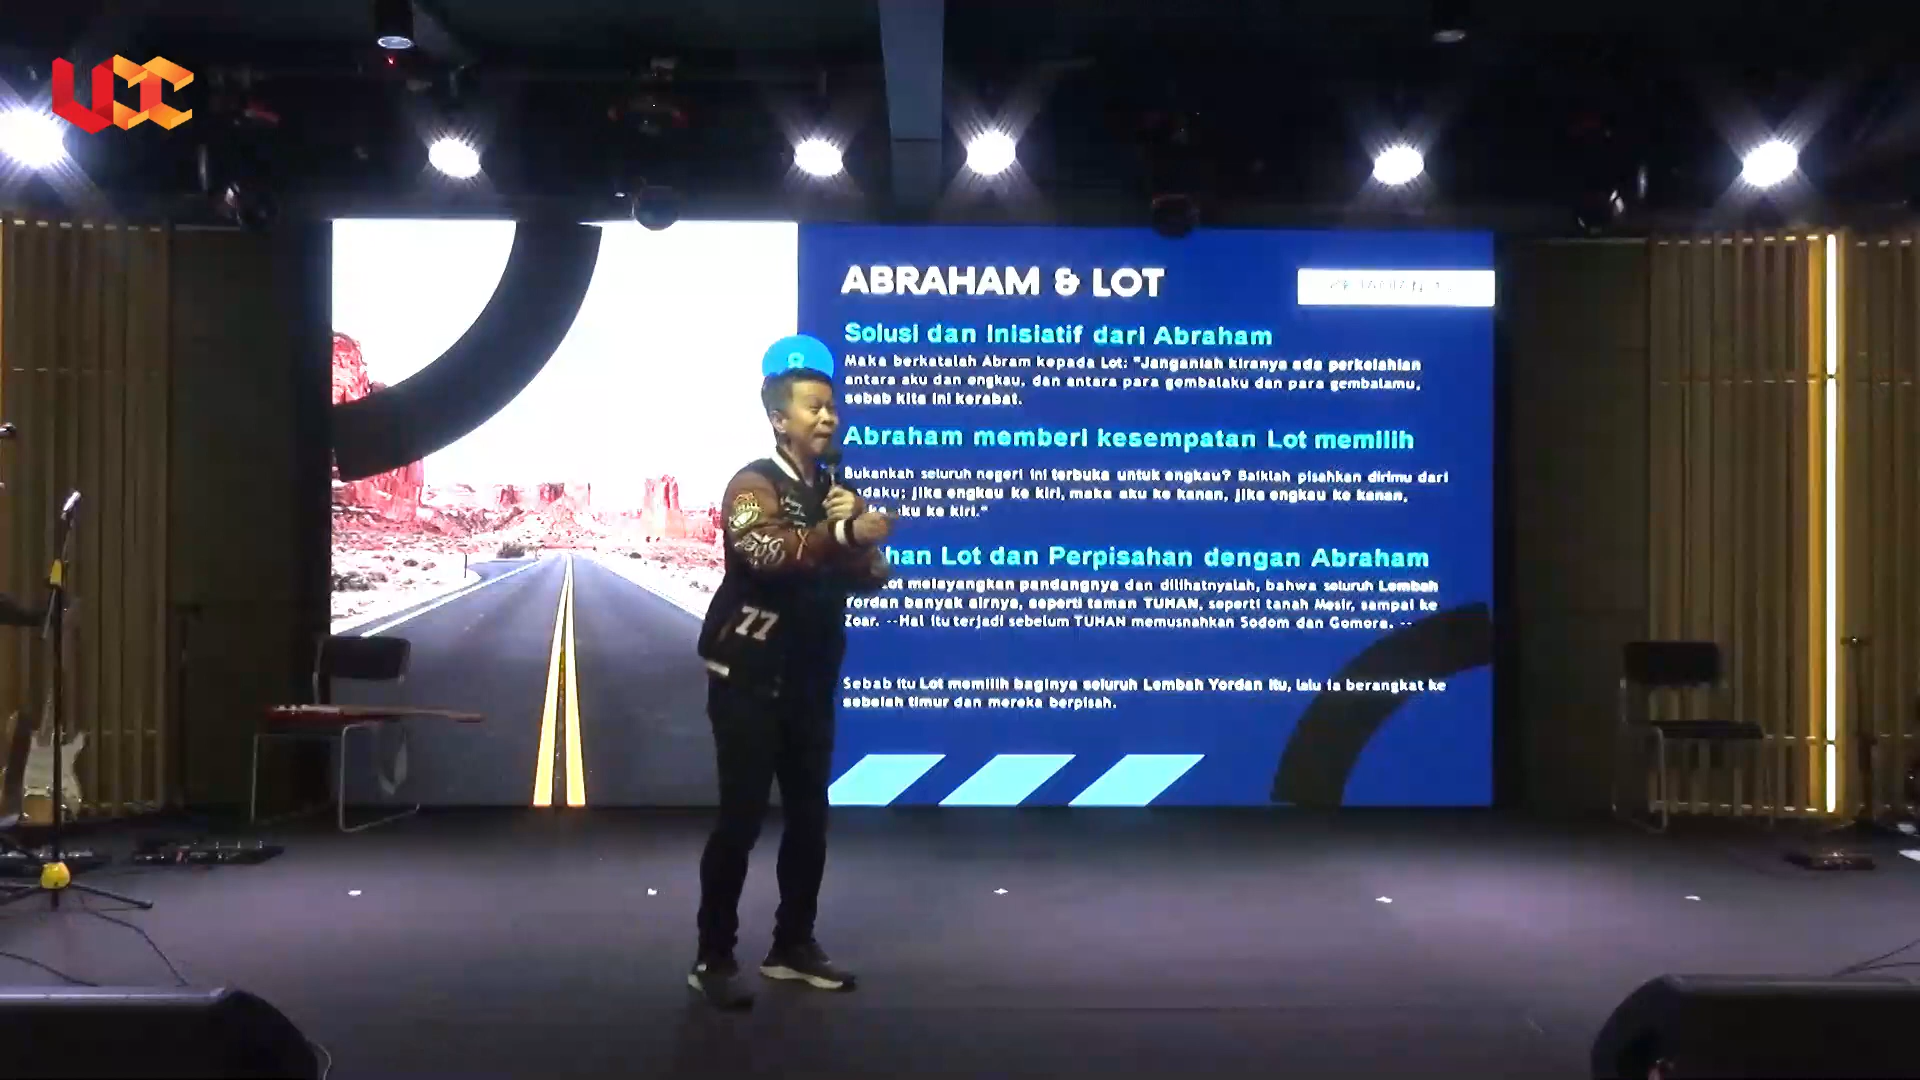 UCC
ABRAHAM & LOT
Solusi dan Inisiatif dari Abraham
Maka berkatalah Abram kepada Lot: "Janganlah kiranya ada perkelahian
antara aku dan engkau, dan antara para gembalaku dan para gembalamu,
sebab kita ini kerabat.
Abraham memberi kesempatan Lot memilih
Bukankah seluruh negeri ini terbuka untuk engkau? Baiklah pisahkan dirimu dari
jika engkau ke kiri, maka aku ke kanan, jika engkau ke kanan,
ke kiri."
Lot dan Perpisahan dengan Abraham
Lot melayangkan pandangnya dan dilihatnyalah, bahwa seluruh Lembah
Yordan banyak airnya, seperti taman TUHAN, seperti tanah Mesir, sampai ke
Zoar. --Hal itu terjadi sebelum TUHAN memusnahkan Sodom dan Gomora. --
Sebab itu Lot memilih baginya seluruh Lembah Yordan itu, lalu ia berangkat ke
sebelah timur dan mereka berpisah.
77